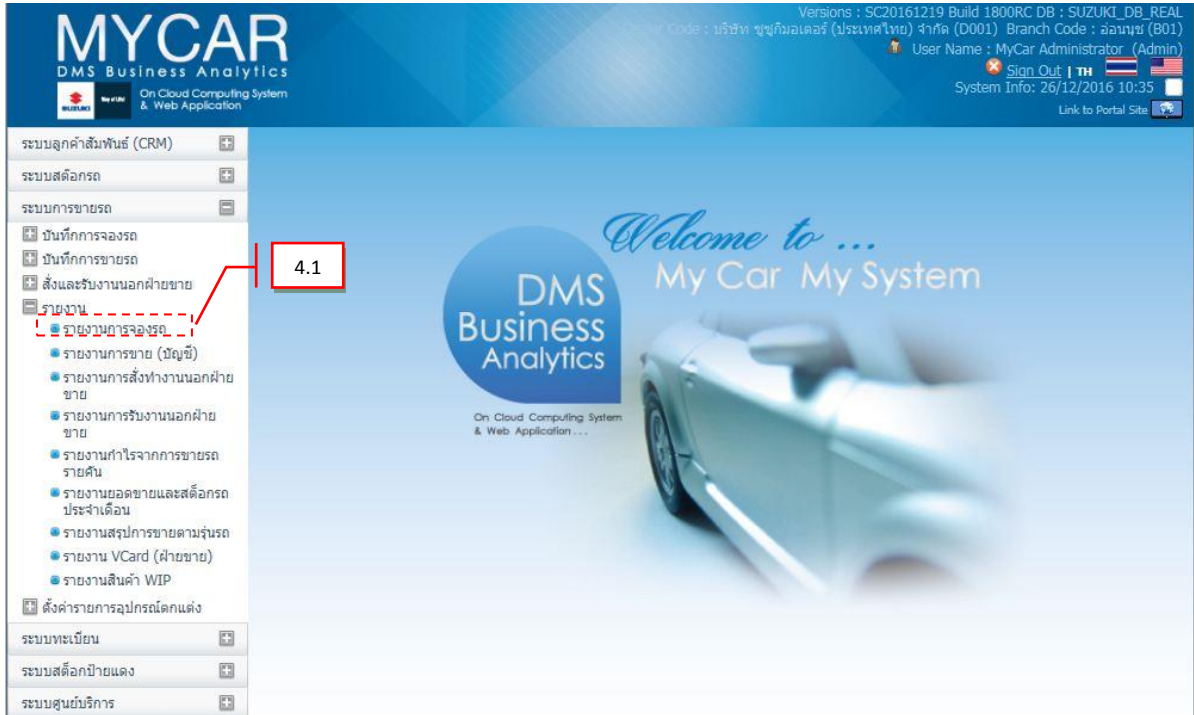 MYCAR
DMS Business Analytics
On Cloud Computing System
& Web Application
SUZUKI
Way of Life!
Versions : SC20161219 Build 1800RC DB : SUZUKI_DB_REAL
Code : บริษัท ซูซูกิมอเตอร์ (ประเทศไทย) จำกัด (D001) Branch Code : อ่อนนุช (B01)
User Name : MyCar Administrator (Admin)
Sign Out | TH
System Info: 26/12/2016 10:35
Link to Portal Site
ระบบลูกค้าสัมพันธ์ (CRM)
ระบบสต๊อกรถ
ระบบการขายรถ
บันทึกการจองรถ
บันทึกการขายรถ
สั่งและรับงานนอกฝ่ายขาย
รายงาน
รายงานการจองรถ
รายงานการขาย (บัญชี)
รายงานการสั่งทำงานนอกฝ่าย
ขาย
รายงานการรับงานนอกฝ่าย
ขาย
รายงานกำไรจากการขายรถ
รายคัน
รายงานยอดขายและสต็อกรถ
ประจำเดือน
รายงานสรุปการขายตามรุ่นรถ
รายงาน VCard (ฝ่ายขาย)
รายงานสินค้า WIP
ตั้งค่ารายการอุปกรณ์ตกแต่ง
ระบบทะเบียน
ระบบสต็อกป้ายแดง
ระบบศูนย์บริการ
4.1
Welcome to ...
My Car My System
DMS
Business
Analytics
On Cloud Computing System
& Web Application ...